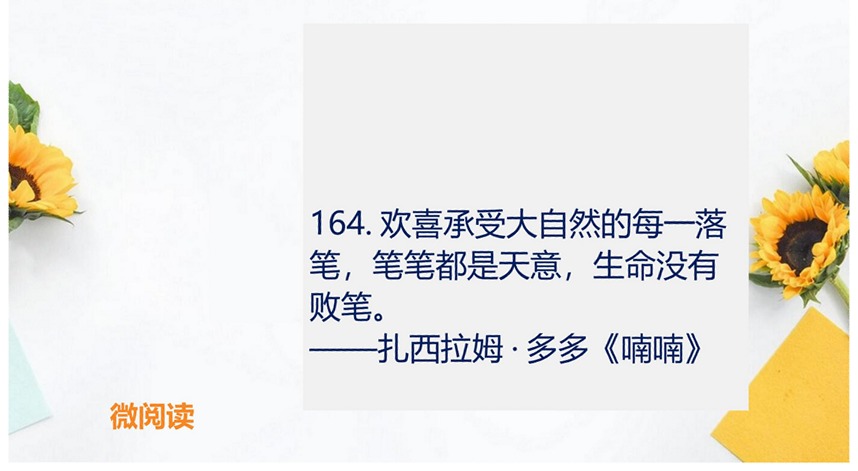 164. 欢喜承受大自然的每一落
笔，笔笔都是天意，生命没有
败笔。
——扎西拉姆·多多《喃喃》
微阅读